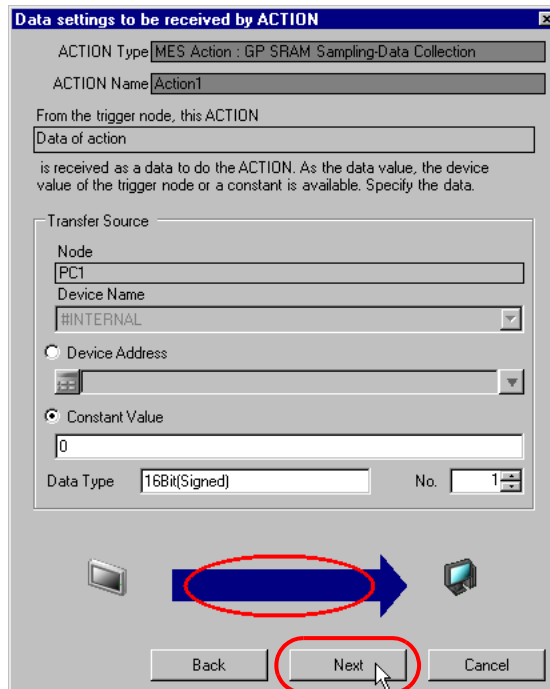 Data settings to be received by ACTION
ACTION Type MES Action : GP SRAM Sampling-Data Collection
ACTION Name Action1
From the trigger node, this ACTION
Data of action
is received as a data to do the ACTION. As the data value, the device
value of the trigger node or a constant is available. Specify the data.
Transfer Source
Node
PC1
Device Name
#INTERNAL
Device Address
Constant Value
0
Data Type 16Bit(Signed) No. 1
Back Next Cancel